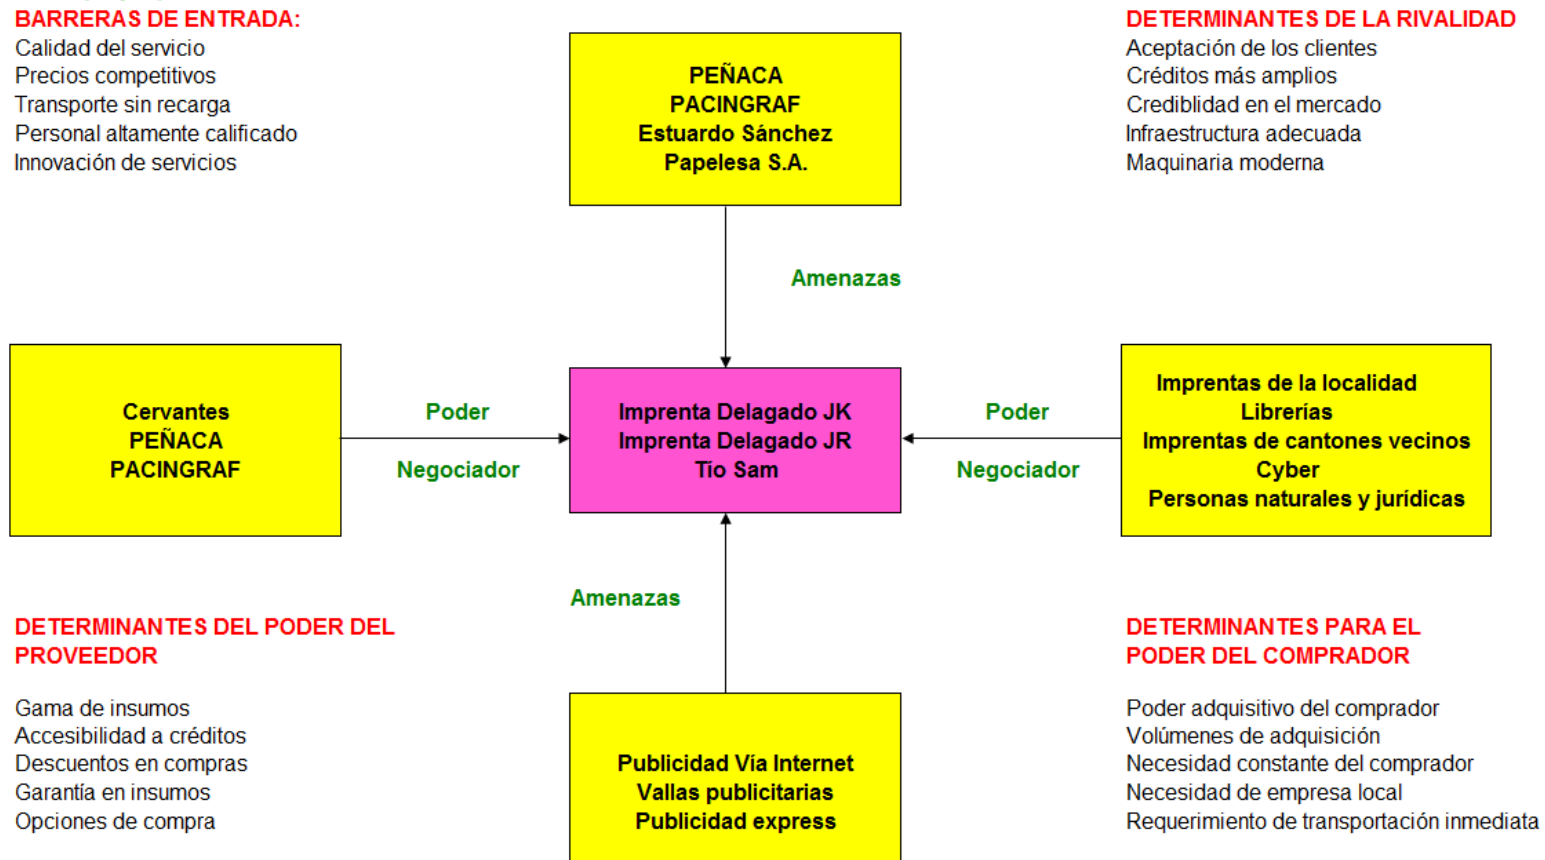 BARRERAS DE ENTRADA:
Calidad del servicio
Precios competitivos
Transporte sin recarga
Personal altamente calificado
Innovación de servicios
PEÑACA
PACINGRAF
Estuardo Sánchez
Papelesa S.A.
DETERMINANTES DE LA RIVALIDAD
Aceptación de los clientes
Créditos más amplios
Crediblidad en el mercado
Infraestructura adecuada
Maquinaria moderna
Amenazas
Cervantes
PEÑACA
PACINGRAF
Poder
Negociador
Imprenta Delagado JK
Imprenta Delagado JR
Tío Sam
Poder
Negociador
Imprentas de la localidad
Librerías
Imprentas de cantones vecinos
Cyber
Personas naturales y jurídicas
Amenazas
DETERMINANTES DEL PODER DEL
PROVEEDOR
Gama de insumos
Accesibilidad a créditos
Descuentos en compras
Garantía en insumos
Opciones de compra
Publicidad Vía Internet
Vallas publicitarias
Publicidad express
DETERMINANTES PARA EL
PODER DEL COMPRADOR
Poder adquisitivo del comprador
Volúmenes de adquisición
Necesidad constante del comprador
Necesidad de empresa local
Requerimiento de transportación inmediata